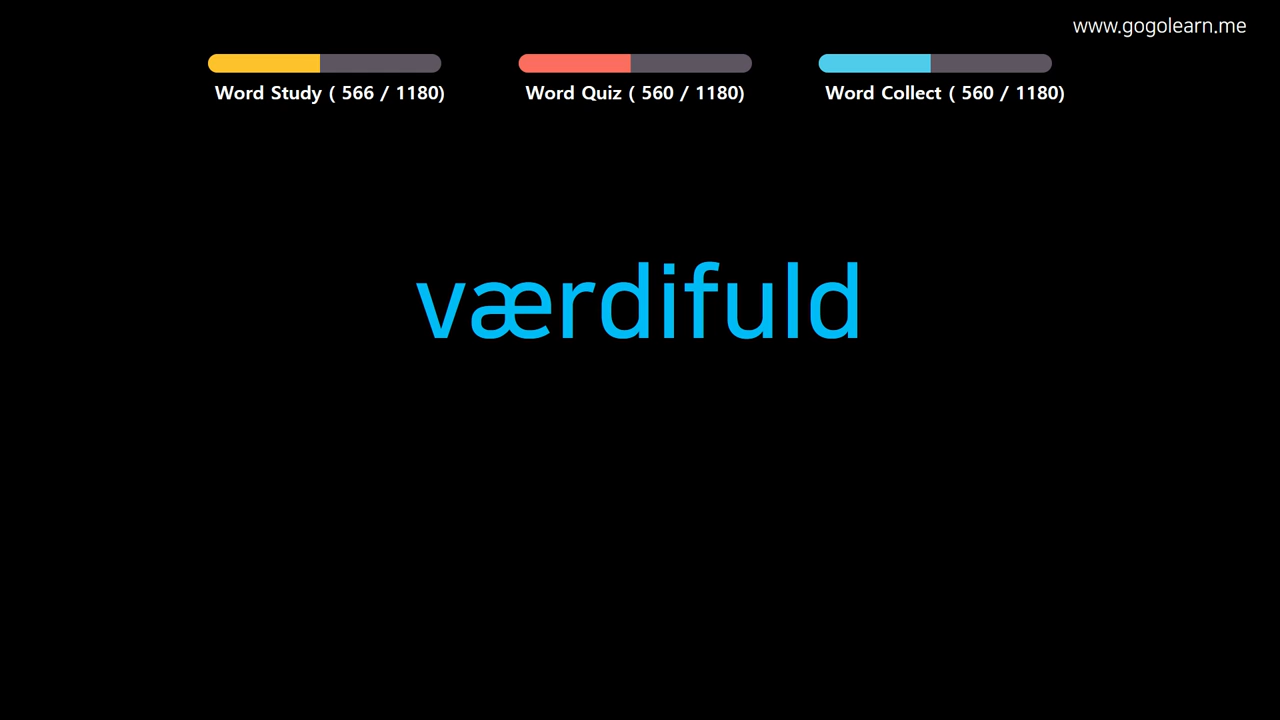 www.gogolearn.me
Word Study ( 566 / 1180)
Word Quiz ( 560 / 1180)
Word Collect ( 560 / 1180)
værdifuld